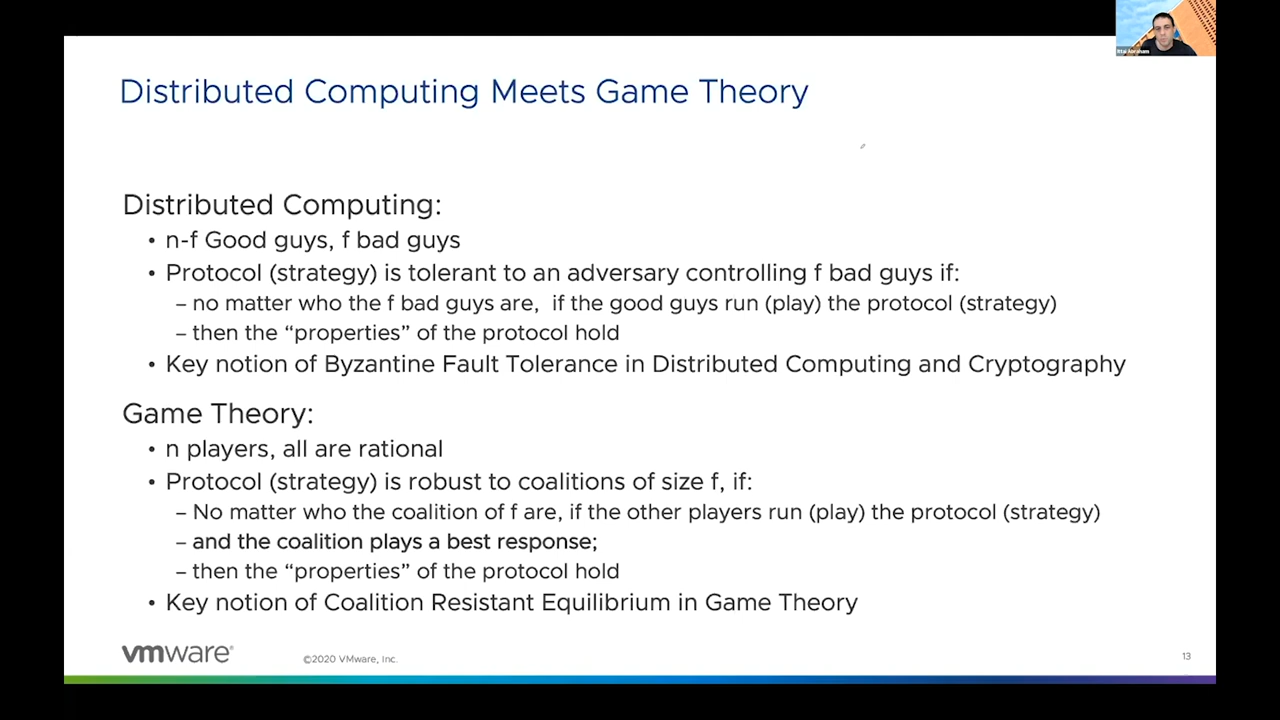 Ittai Abraham
Distributed Computing Meets Game Theory
Distributed Computing:
• n-f Good guys, f bad guys
• Protocol (strategy) is tolerant to an adversary controlling f bad guys if:
– no matter who the f bad guys are, if the good guys run (play) the protocol (strategy)
– then the “properties” of the protocol hold
• Key notion of Byzantine Fault Tolerance in Distributed Computing and Cryptography
Game Theory:
• n players, all are rational
• Protocol (strategy) is robust to coalitions of size f, if:
– No matter who the coalition of f are, if the other players run (play) the protocol (strategy)
– and the coalition plays a best response;
– then the “properties” of the protocol hold
• Key notion of Coalition Resistant Equilibrium in Game Theory
vmware®
©2020 VMware, Inc.
13